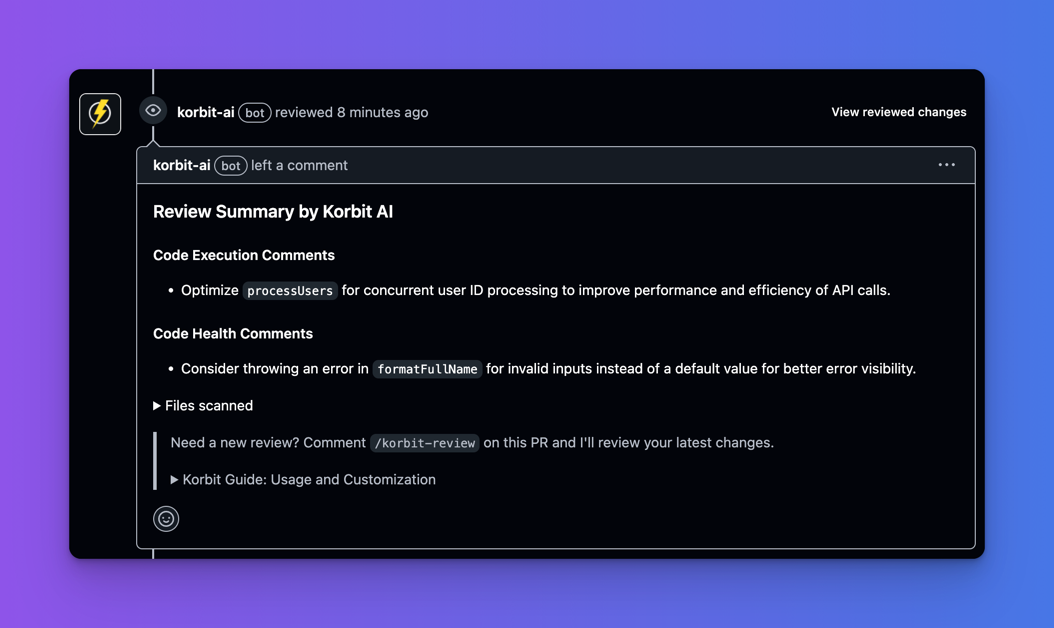 korbit-ai bot reviewed 8 minutes ago View reviewed changes
korbit-ai bot left a comment ...
Review Summary by Korbit AI
Code Execution Comments
• Optimize processUsers for concurrent user ID processing to improve performance and efficiency of API calls.
Code Health Comments
• Consider throwing an error in formatFullName for invalid inputs instead of a default value for better error visibility.
▶ Files scanned
Need a new review? Comment /korbit-review on this PR and I'll review your latest changes.
▶ Korbit Guide: Usage and Customization